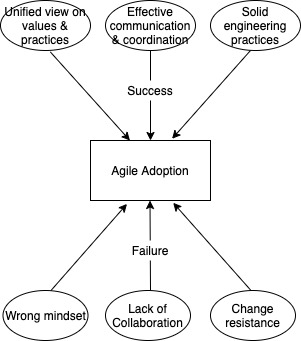 Unified view on
values &
practices
Effective
communication
& coordination
Solid
engineering
practices
Success
Agile Adoption
Failure
Wrong mindset
Lack of
Collaboration
Change
resistance